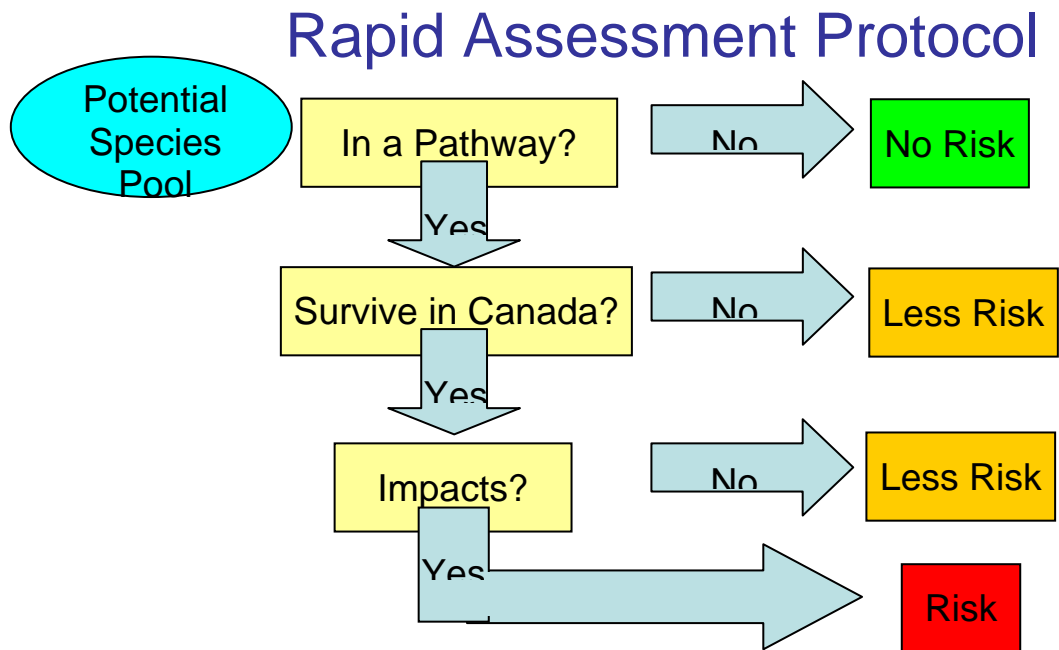 Rapid Assessment Protocol
Potential
Species
Pool
In a Pathway?
No
No Risk
Yes
Survive in Canada?
No
Less Risk
Yes
Impacts?
No
Less Risk
Yes
Risk